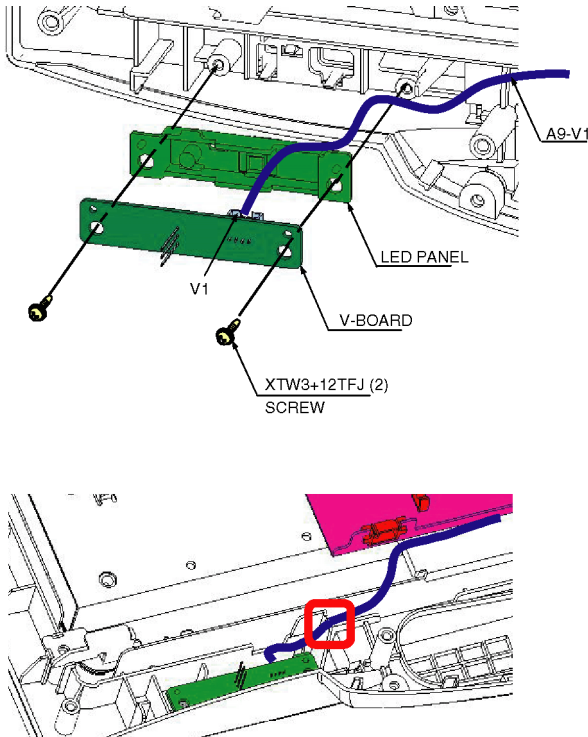 A9-V1
LED PANEL
V1
V-BOARD
XTW3+12TFJ (2)
SCREW